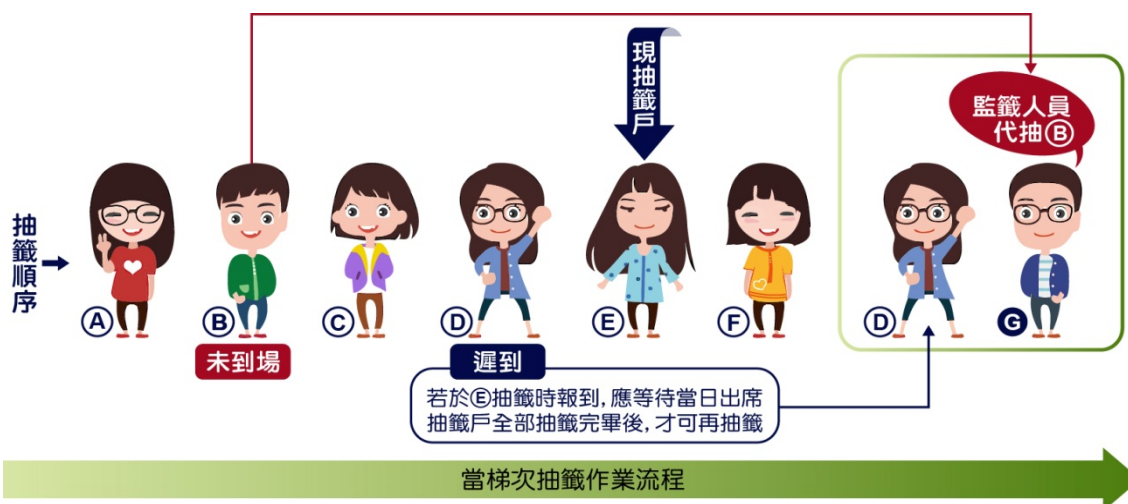 現抽籤戶
監籤人員
代抽Ⓑ
抽籤順序
Ⓐ
Ⓑ
Ⓒ
Ⓓ
Ⓔ
Ⓕ
Ⓓ
G
未到場
遲到
若於Ⓔ抽籤時報到,應等待當日出席
抽籤戶全部抽籤完畢後,才可再抽籤
當梯次抽籤作業流程